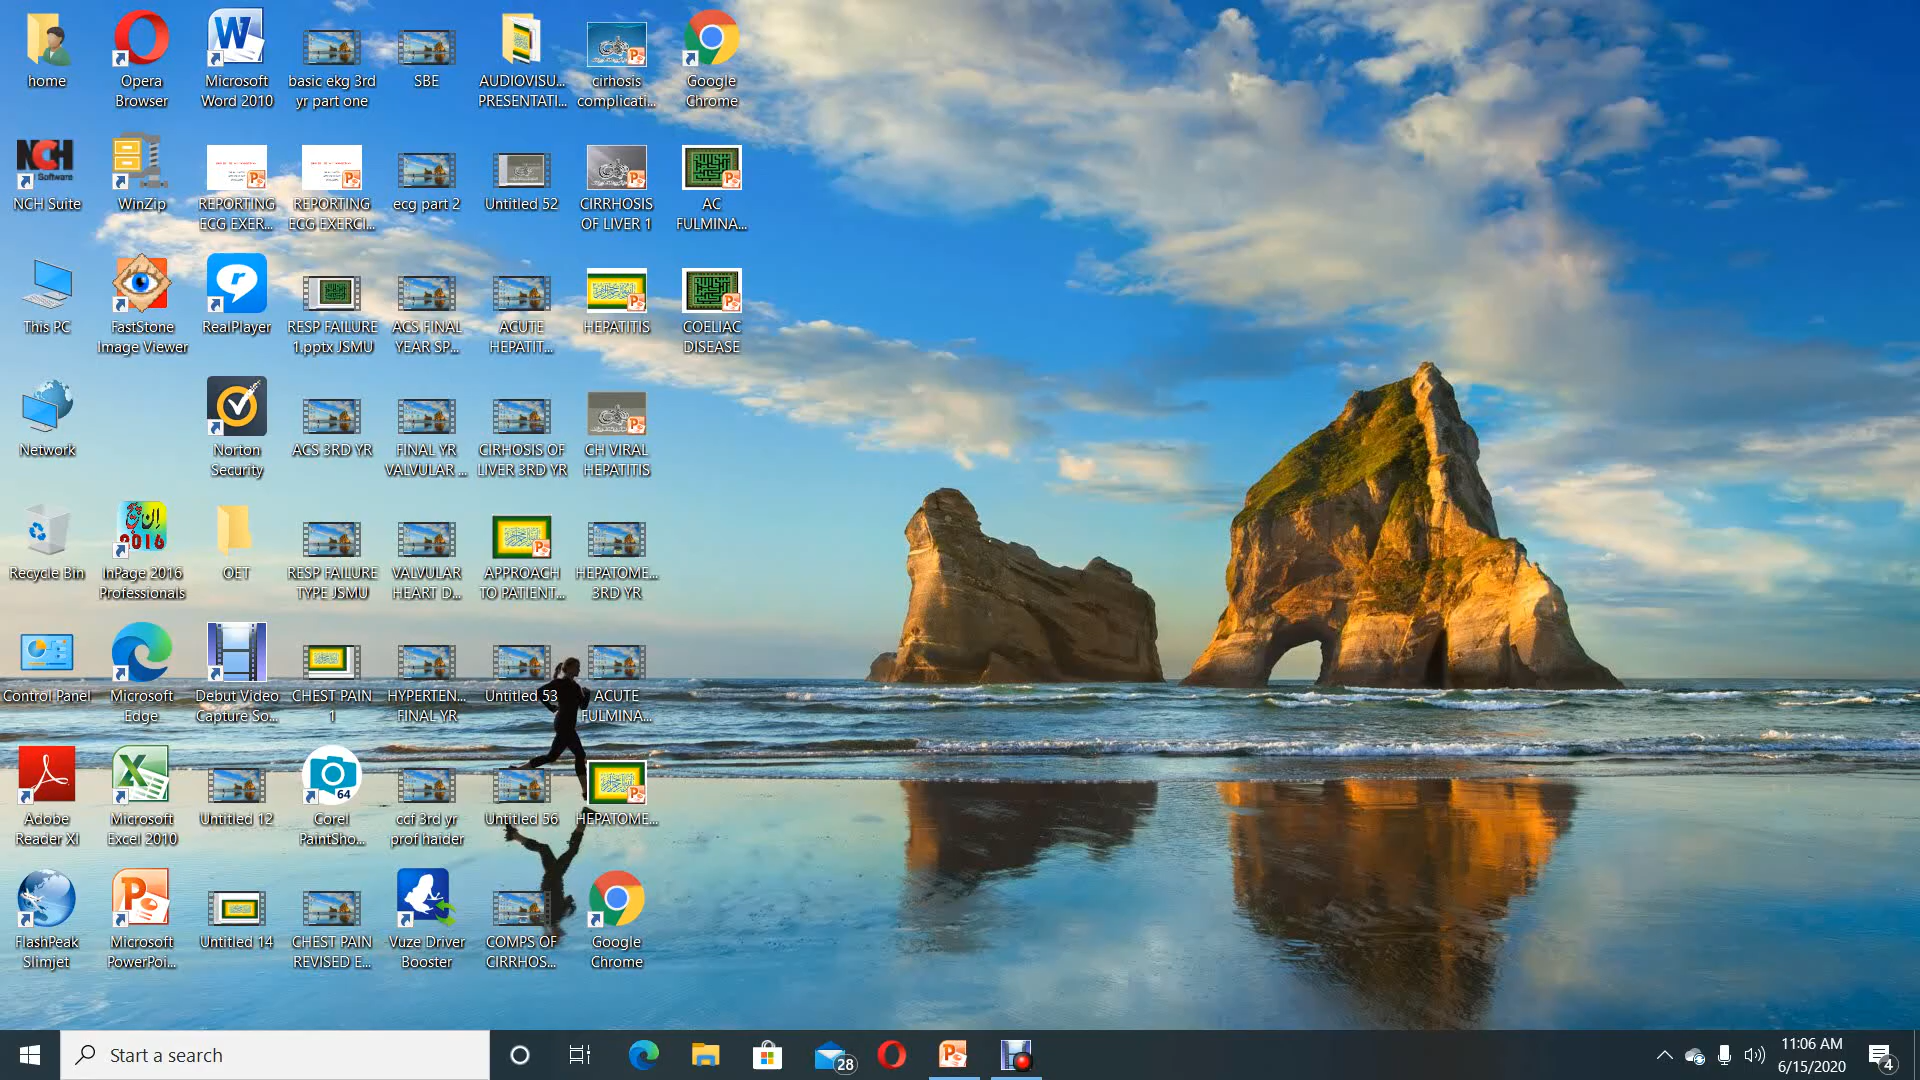 home
Opera
Browser
Microsoft
Word 2010
basic ekg 3rd
yr part one
SBE
AUDIOVISU...
PRESENTATI...
cirhosis
complicati...
Google
Chrome
NCH Software
NCH Suite
WinZip
REPORTING
ECG EXER...
REPORTING
ECG EXERCI...
ecg part 2
Untitled 52
CIRRHOSIS
OF LIVER 1
AC
FULMINA...
This PC
FastStone
Image Viewer
RealPlayer
RESP FAILURE
1.pptx JSMU
ACS FINAL
YEAR SP...
ACUTE
HEPATIT...
HEPATITIS
COELIAC
DISEASE
Network
Norton
Security
ACS 3RD YR
FINAL YR
VALVULAR ...
CIRHOSIS OF
LIVER 3RD YR
CH VIRAL
HEPATITIS
Recycle Bin
ان پیج
2016
InPage 2016
Professionals
OET
RESP FAILURE
TYPE JSMU
VALVULAR
HEART D...
APPROACH
TO PATIENT...
HEPATOME...
3RD YR
Control Panel
Microsoft
Edge
Debut Video
Capture So...
CHEST PAIN
1
HYPERTEN...
FINAL YR
Untitled 53
ACUTE
FULMINA...
Adobe
Reader XI
Microsoft
Excel 2010
Untitled 12
64
Corel
PaintSho...
ccf 3rd yr
prof haider
Untitled 56
HEPATOME...
FlashPeak
Slimjet
Microsoft
PowerPoi...
Untitled 14
CHEST PAIN
REVISED E...
Vuze Driver
Booster
COMPS OF
CIRRHOS...
Google
Chrome
Start a search
28
11:06 AM
6/15/2020
4